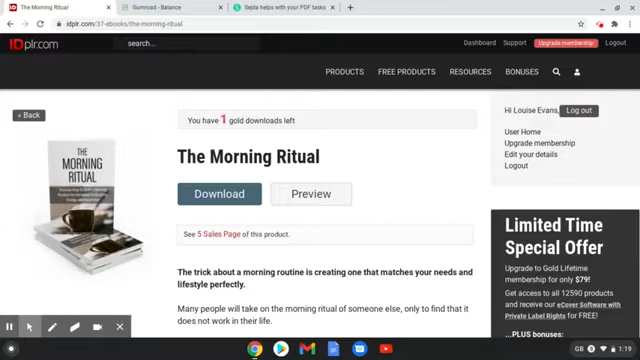 The Morning Ritual
Gumroad - Balance
Sejda helps with your PDF tasks
idplr.com/37-ebooks/the-morning-ritual
IDplr.com
search...
Dashboard
Support
Upgrade membership
Logout
PRODUCTS
FREE PRODUCTS
RESOURCES
BONUSES
« Back
You have 1 gold downloads left
Hi Louise Evans,
Log out
User Home
Upgrade membership
Edit your details
Logout
THE
MORNING
RITUAL
The Morning Ritual
Download
Preview
See 5 Sales Page of this product.
The trick about a morning routine is creating one that matches your needs and
lifestyle perfectly.
Many people will take on the morning ritual of someone else, only to find that it
does not work in their life.
Limited Time
Special Offer
Upgrade to Gold Lifetime
membership for only $79!
Get access to all 12590 products
and receive our eCover Software with
Private Label Rights for FREE!
...PLUS bonuses:
GB
1:19